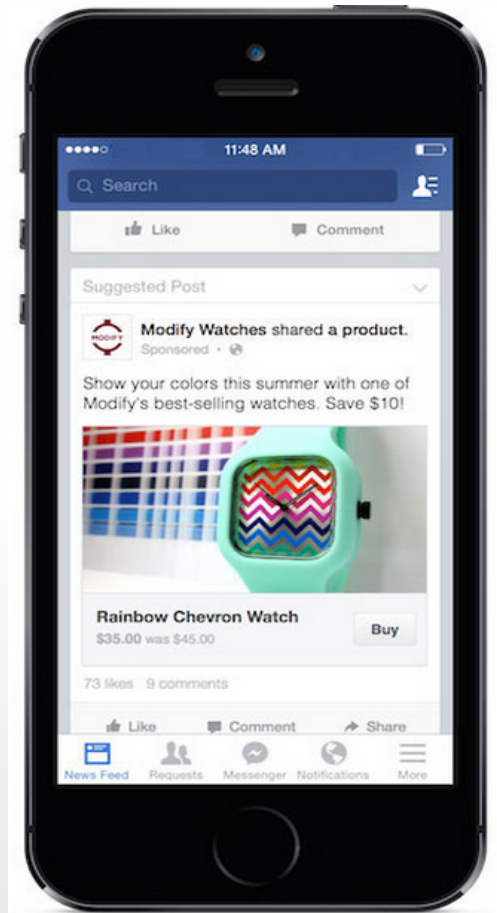 11:48 AM
Search
Like Comment
Suggested Post
MODIFY
Modify Watches shared a product.
Sponsored ·
Show your colors this summer with one of
Modify's best-selling watches. Save $10!
Rainbow Chevron Watch
$35.00 was $45.00
Buy
73 likes 9 comments
Like Comment Share
News Feed Requests Messenger Notifications More